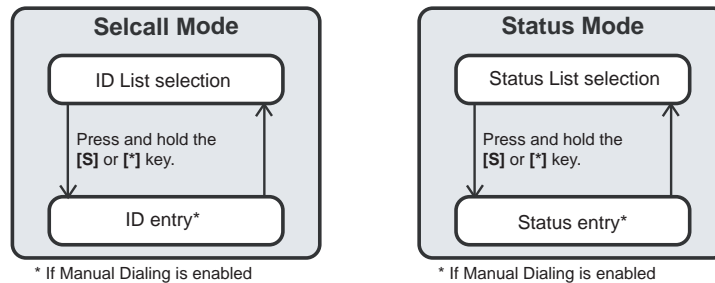 Selcall Mode
ID List selection
Press and hold the
[S] or [*] key.
ID entry*
* If Manual Dialing is enabled
Status Mode
Status List selection
Press and hold the
[S] or [*] key.
Status entry*
* If Manual Dialing is enabled